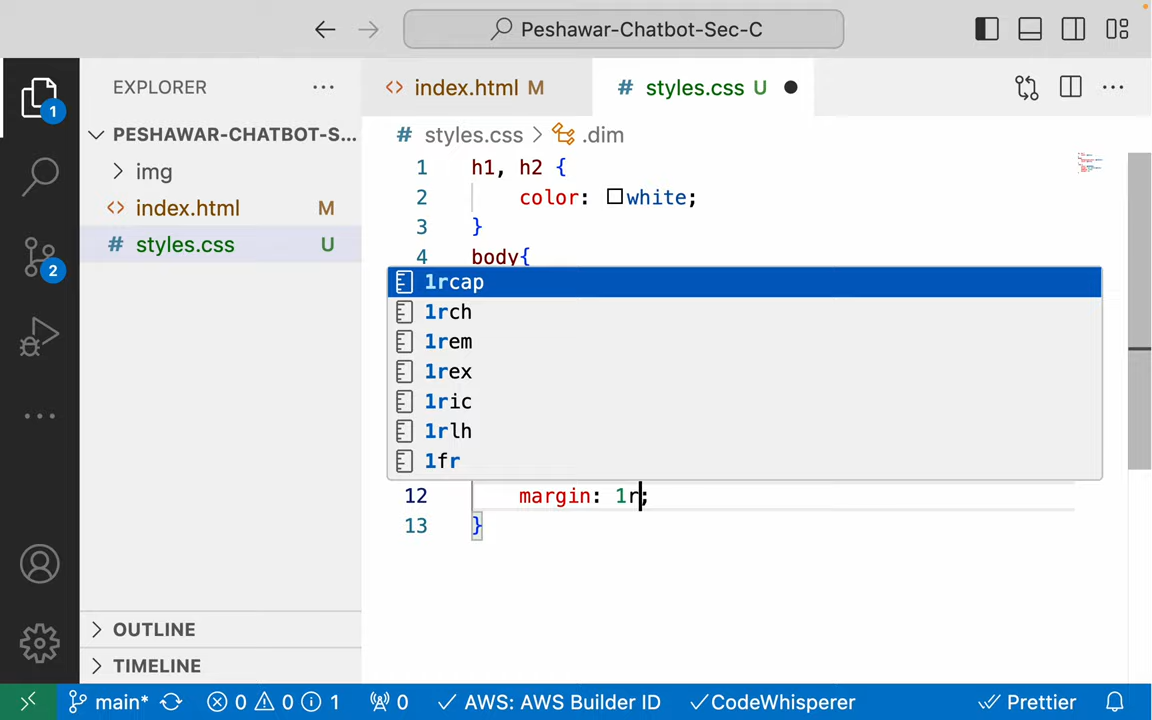 Peshawar-Chatbot-Sec-C
EXPLORER
index.html M
# styles.css U
1
PESHAWAR-CHATBOT-S...
# styles.css > .dim
img
index.html M
# styles.css U
2
1 h1, h2 {
2 color: white;
3 }
4 body{
1rcap
1rch
1rem
1rex
1ric
1rlh
1fr
12 margin: 1r;
13 }
OUTLINE
TIMELINE
main* 0 0 1 0 AWS: AWS Builder ID CodeWhisperer Prettier